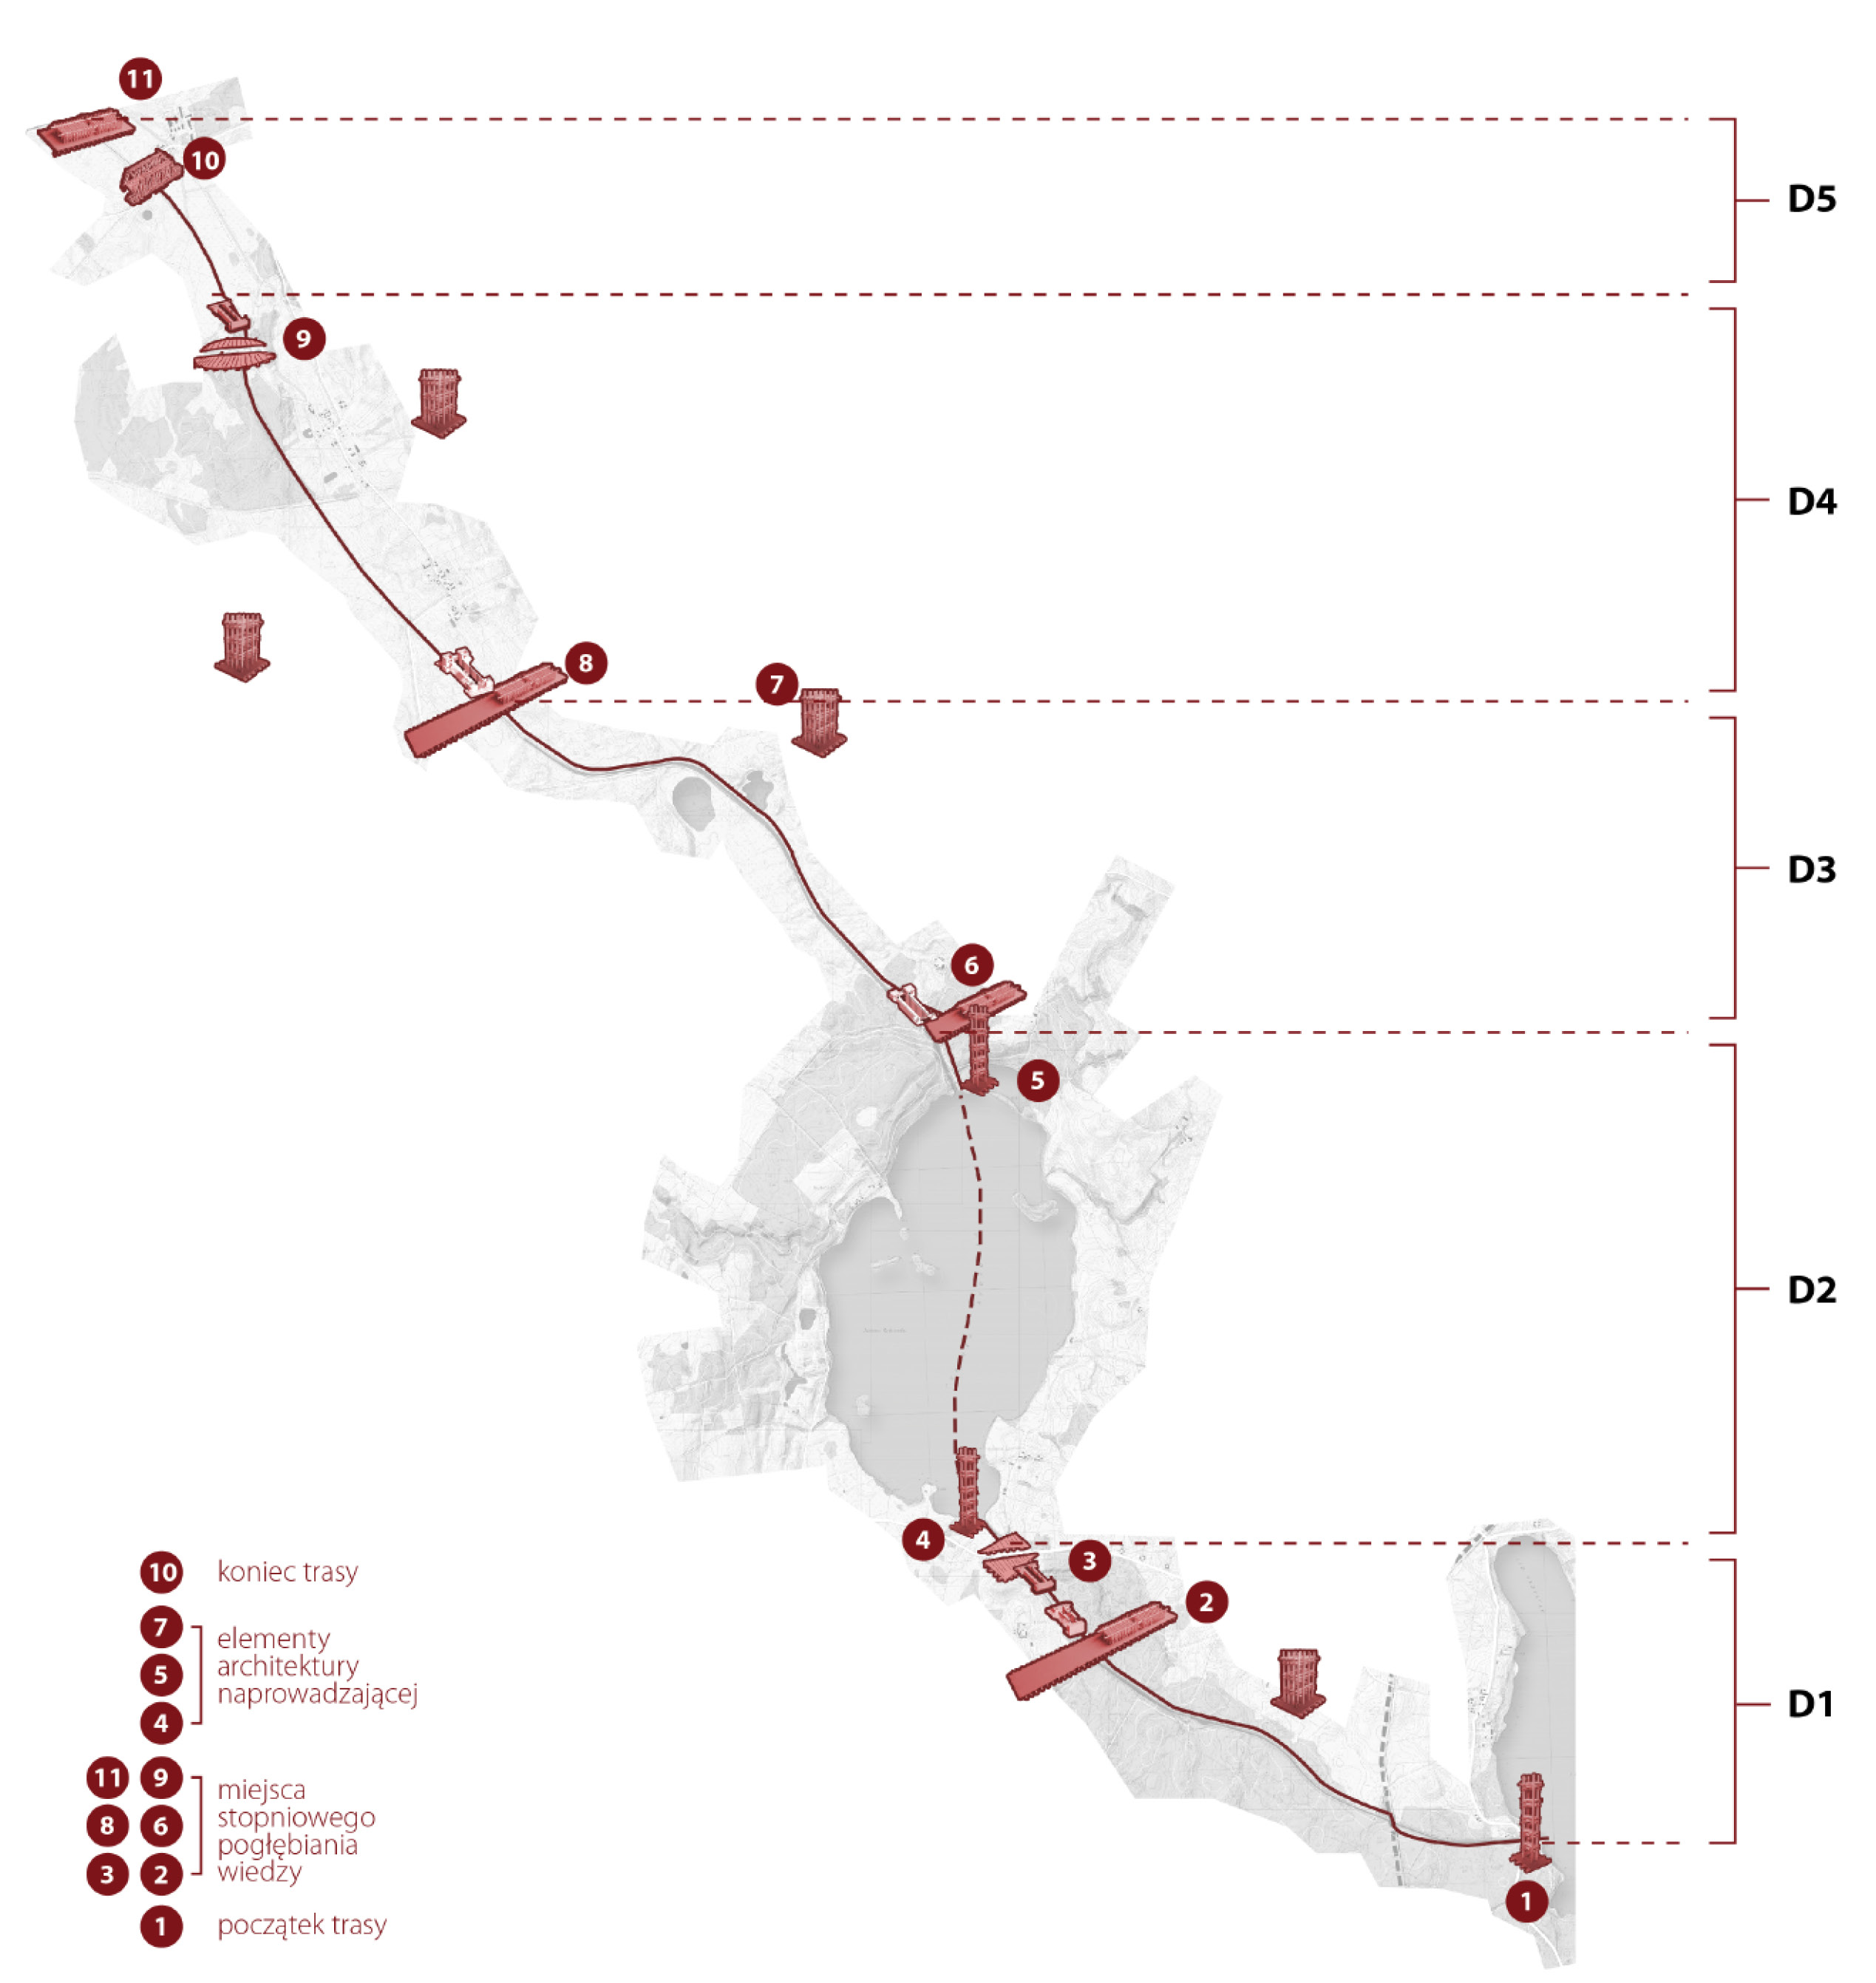 11
10
D5
9
D4
8
7
D3
6
5
D2
4
3
2
D1
1
10 koniec trasy
7 elementy
5 architektury
naprowadzającej
4
11 9 miejsca
8 6 stopniowego
pogłębiania
3 2 wiedzy
1 początek trasy